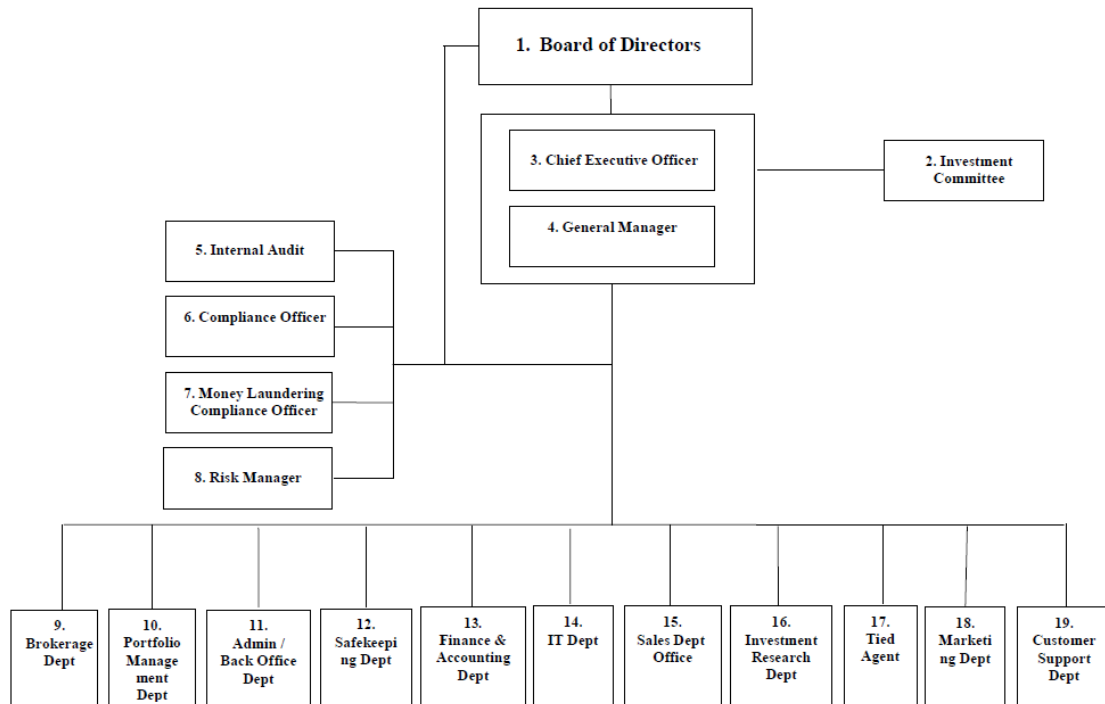 1. Board of Directors
3. Chief Executive Officer
2. Investment
Committee
4. General Manager
5. Internal Audit
6. Compliance Officer
7. Money Laundering
Compliance Officer
8. Risk Manager
9.
Brokerage
Dept
10.
Portfolio
Manage
ment
Dept
11.
Admin /
Back Office
Dept
12.
Safekeepi
ng Dept
13.
Finance &
Accounting
Dept
14.
IT Dept
15.
Sales Dept
Office
16.
Investment
Research
Dept
17.
Tied
Agent
18.
Marketi
ng Dept
19.
Customer
Support
Dept